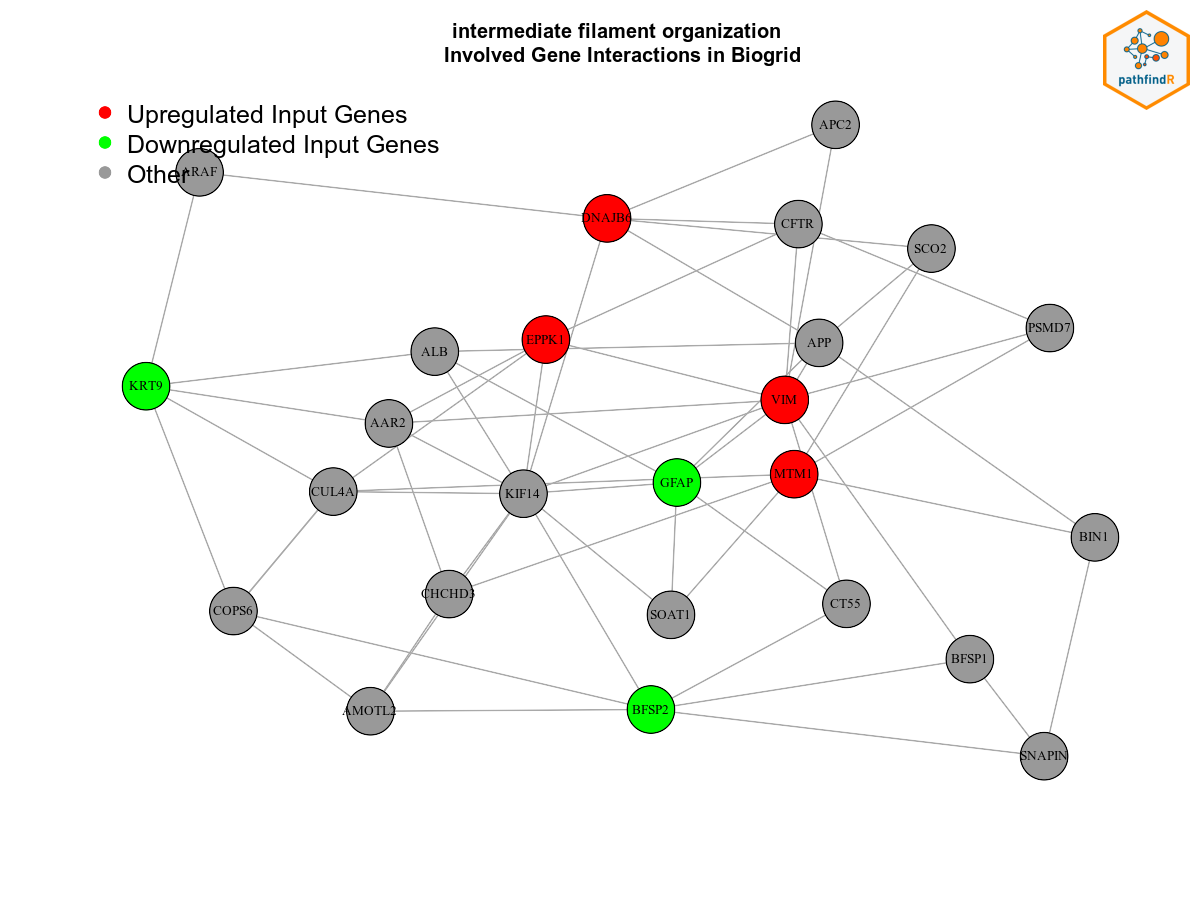 intermediate filament organization
Involved Gene Interactions in Biogrid
pathfindR
Upregulated Input Genes
Downregulated Input Genes
Other
ARAF
APC2
DNAJB6
CFTR
SCO2
PSMD7
APP
EPPK1
ALB
KRT9
VIM
AAR2
MTM1
GFAP
CUL4A
KIF14
BIN1
CHCHD3
CT55
COPS6
SOAT1
BFSP1
AMOTL2
BFSP2
SNAPIN